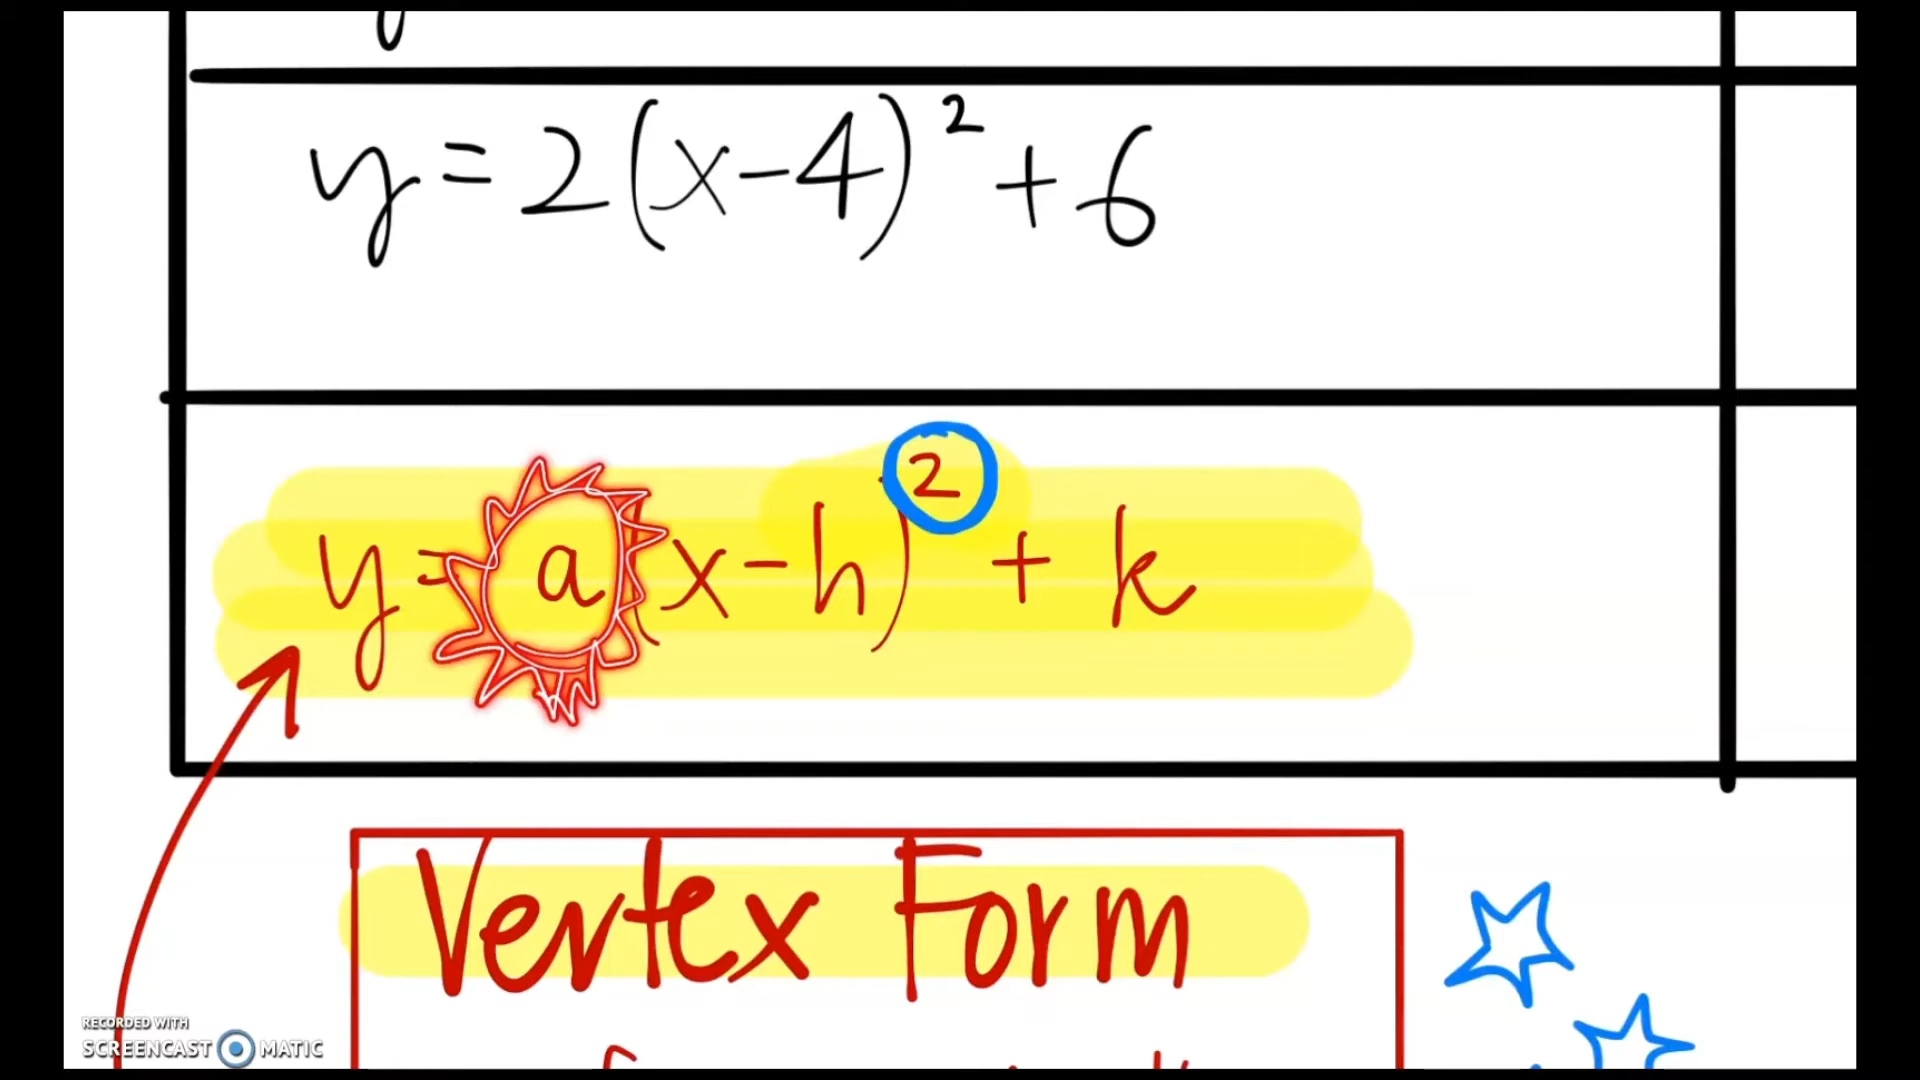 y=2(x-4)²+6
y=a(x-h)²+k
Vertex Form
RECORDED WITH
SCREENCAST MATIC